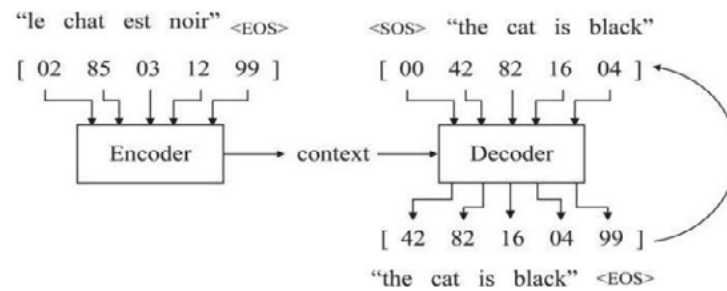 "le chat est noir" <EOS>
<SOS> "the cat is black"
[ 02 85 03 12 99 ]
[ 00 42 82 16 04 ]
Encoder
context
Decoder
[ 42 82 16 04 99 ]
"the cat is black" <EOS>